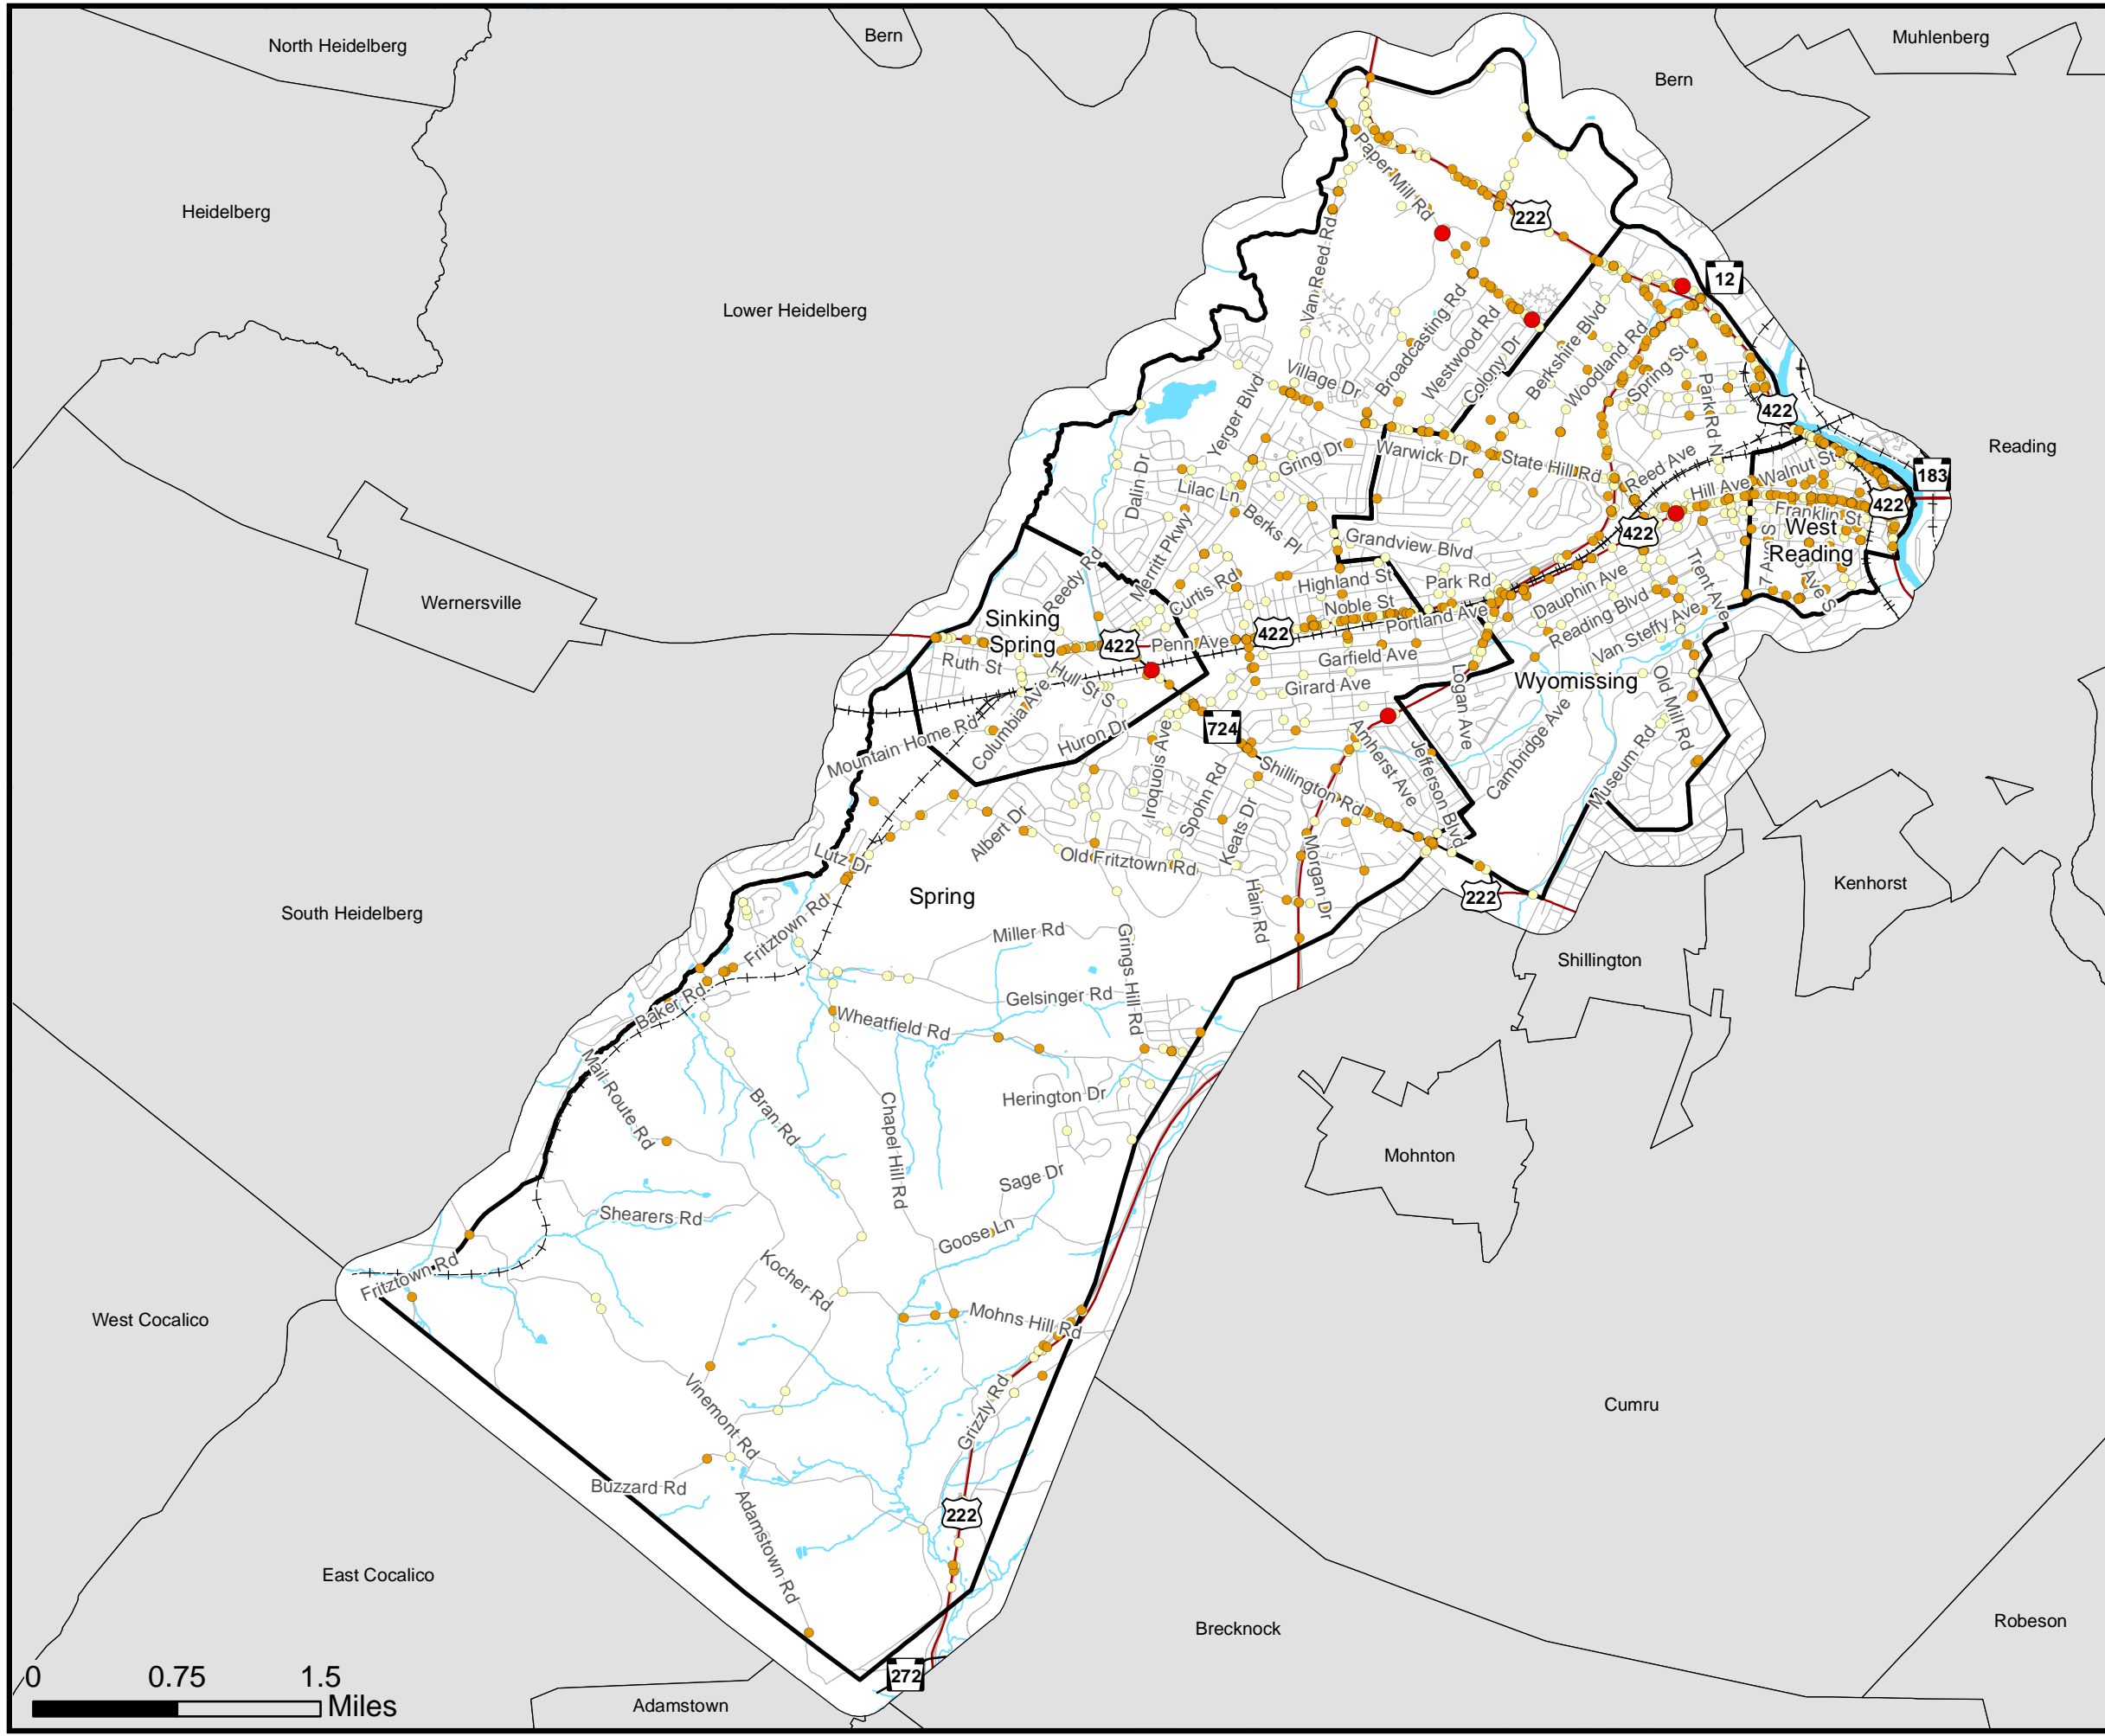 North Heidelberg
Bern
Muhlenberg
Bern
Heidelberg
Paper Mill Rd
222
Van Reed Rd
12
Lower Heidelberg
Broadcasting Rd
Westwood Rd
Colony Dr
Berkshire Blvd
Woodland Rd
Spring St
Park Rd N
Village Dr
Yerger Blvd
422
Reading
Gring Dr
Warwick Dr
State Hill Rd
Reed Ave
Walnut St
183
Dalin Dr
Lilac Ln
Hill Ave
422
Berks Pl
Franklin St
West
Reading
422
Merritt Pkwy
Grandview Blvd
Reedy Rd
Curtis Rd
Highland St
Park Rd
Dauphin Ave
Trent Ave
7 Ave S
Ave S
Wernersville
Noble St
Portland Ave
Reading Blvd
Sinking
Spring
422
Penn Ave
422
Van Steffy Ave
Ruth St
Hull St S
Garfield Ave
Girard Ave
Logan Ave
Wyomissing
Old Mill Rd
Columbia Ave
724
Mountain Home Rd
Huron Dr
Iroquois Ave
Amherst Ave
Jefferson Blvd
Cambridge Ave
Museum Rd
Spohn Rd
Keats Dr
Shillington Rd
Albert Dr
Lutz Dr
Old Fritztown Rd
Morgan Dr
Hain Rd
Spring
222
Kenhorst
South Heidelberg
Fritztown Rd
Miller Rd
Grings Hill Rd
Shillington
Baker Rd
Gelsinger Rd
Wheatfield Rd
Mail Route Rd
Bran Rd
Chapel Hill Rd
Herington Dr
Mohnton
Sage Dr
Shearers Rd
Goose Ln
Fritztown Rd
Kocher Rd
West Cocalico
Mohns Hill Rd
Cumru
Vinemont Rd
Grizzly Rd
Buzzard Rd
Adamstown Rd
222
East Cocalico
Brecknock
Robeson
272
Adamstown
0 0.75 1.5
Miles